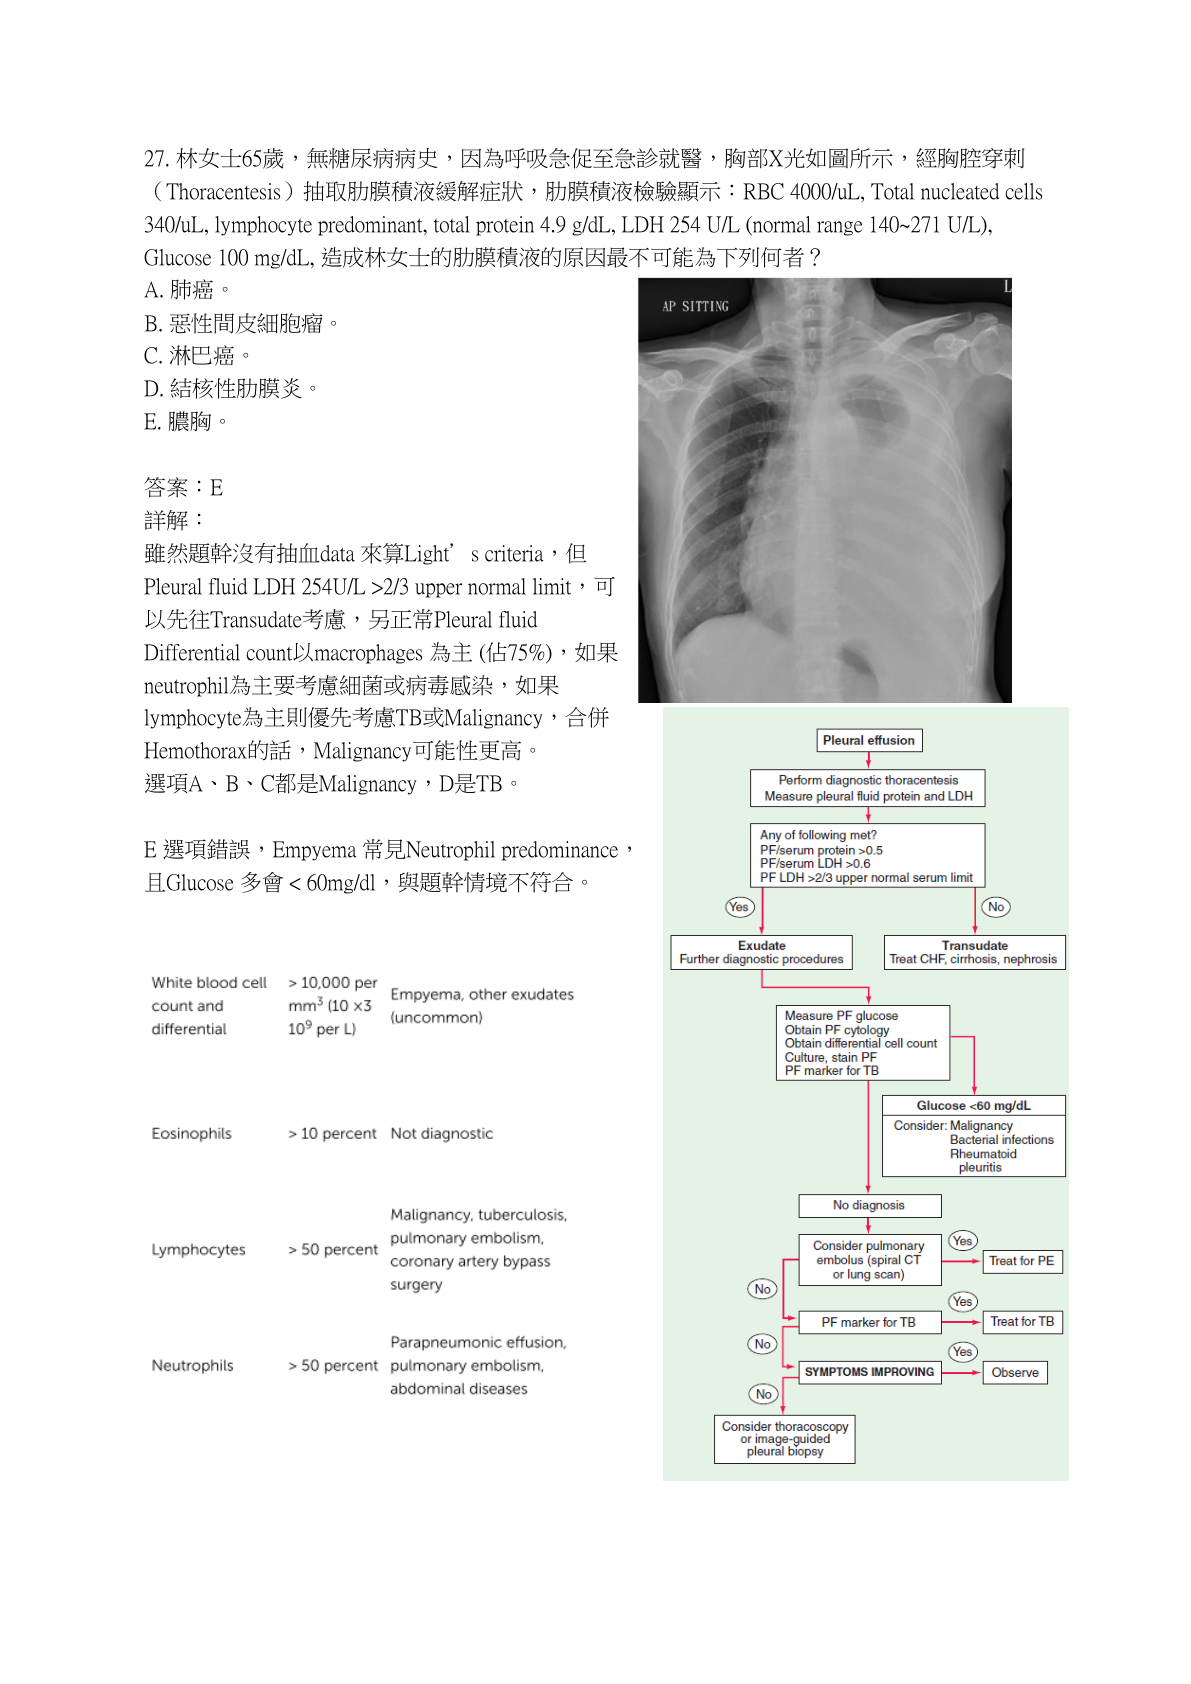 27. 林女士65歲，無糖尿病病史，因為呼吸急促至急診就醫，胸部X光如圖所示，經胸腔穿刺
（Thoracentesis）抽取肋膜積液緩解症狀，肋膜積液檢驗顯示：RBC 4000/uL, Total nucleated cells
340/uL, lymphocyte predominant, total protein 4.9 g/dL, LDH 254 U/L (normal range 140~271 U/L),
Glucose 100 mg/dL, 造成林女士的肋膜積液的原因最不可能為下列何者？
A. 肺癌。
B. 惡性間皮細胞瘤。
C. 淋巴癌。
D. 結核性肋膜炎。
E. 膿胸。
L
AP SITTING
答案：E
詳解：
雖然題幹沒有抽血data 來算Light’s criteria，但
Pleural fluid LDH 254U/L >2/3 upper normal limit，可
以先往Transudate考慮，另正常Pleural fluid
Differential count以macrophages 為主 (佔75%)，如果
neutrophil為主要考慮細菌或病毒感染，如果
lymphocyte為主則優先考慮TB或Malignancy，合併
Hemothorax的話，Malignancy可能性更高。
選項A、B、C都是Malignancy，D是TB。
E 選項錯誤，Empyema 常見Neutrophil predominance，
且Glucose 多會 < 60mg/dl，與題幹情境不符合。
White blood cell
count and
differential
> 10,000 per
mm³ (10 ×3
10⁹ per L)
Empyema, other exudates
(uncommon)
Eosinophils > 10 percent Not diagnostic
Lymphocytes > 50 percent
Malignancy, tuberculosis,
pulmonary embolism,
coronary artery bypass
surgery
Neutrophils > 50 percent
Parapneumonic effusion,
pulmonary embolism,
abdominal diseases
Pleural effusion
Perform diagnostic thoracentesis
Measure pleural fluid protein and LDH
Any of following met?
PF/serum protein >0.5
PF/serum LDH >0.6
PF LDH >2/3 upper normal serum limit
Yes
No
Exudate
Further diagnostic procedures
Transudate
Treat CHF, cirrhosis, nephrosis
Measure PF glucose
Obtain PF cytology
Obtain differential cell count
Culture, stain PF
PF marker for TB
Glucose <60 mg/dL
Consider: Malignancy
Bacterial infections
Rheumatoid
pleuritis
No diagnosis
Consider pulmonary
embolus (spiral CT
or lung scan)
Yes
Treat for PE
No
PF marker for TB
Yes
Treat for TB
No
SYMPTOMS IMPROVING
Yes
Observe
No
Consider thoracoscopy
or image-guided
pleural biopsy